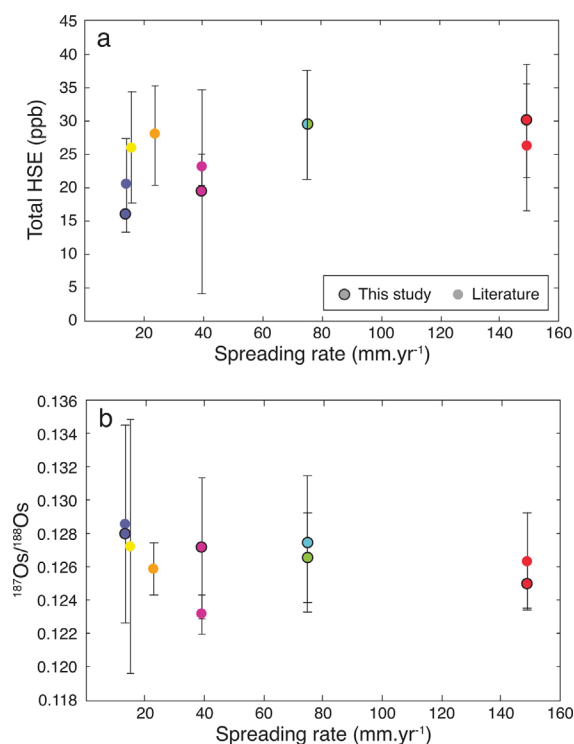 a
45
40
35
30
25
20
15
10
5
0
Total HSE (ppb)
This study
Literature
20 40 60 80 100 120 140 160
Spreading rate (mm.yr⁻¹)
b
0.136
0.134
0.132
0.130
0.128
0.126
0.124
0.122
0.120
0.118
¹⁸⁷Os/¹⁸⁸Os
20 40 60 80 100 120 140 160
Spreading rate (mm.yr⁻¹)